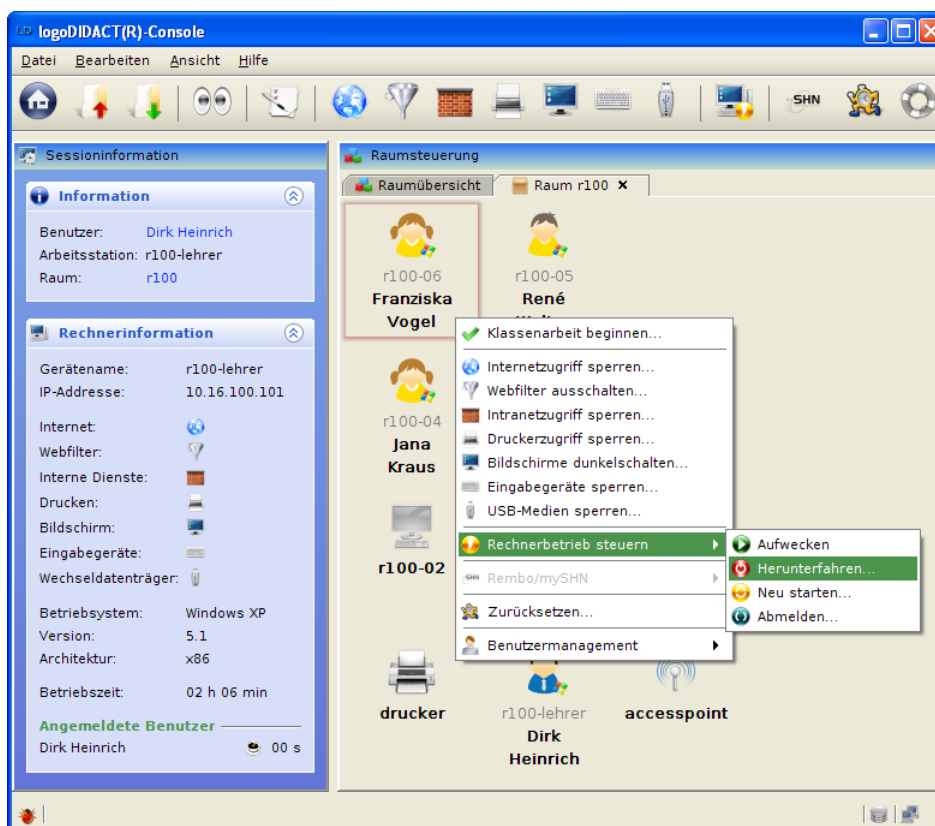 LD logoDIDACT(R)-Console
Datei Bearbeiten Ansicht Hilfe
SHN
Sessioninformation
Information
Benutzer: Dirk Heinrich
Arbeitsstation: r100-lehrer
Raum: r100
Rechnerinformation
Gerätename: r100-lehrer
IP-Addresse: 10.16.100.101
Internet:
Webfilter:
Interne Dienste:
Drucken:
Bildschirm:
Eingabegeräte:
Wechseldatenträger:
Betriebsystem: Windows XP
Version: 5.1
Architektur: x86
Betriebszeit: 02 h 06 min
Angemeldete Benutzer
Dirk Heinrich 00 s
Raumsteuerung
Raumübersicht Raum r100
r100-06
Franziska
Vogel
r100-05
René
r100-04
Jana
Kraus
r100-02
drucker
r100-lehrer
Dirk
Heinrich
accesspoint
Klassenarbeit beginnen...
Internetzugriff sperren...
Webfilter ausschalten...
Intranetzugriff sperren...
Druckerzugriff sperren...
Bildschirme dunkelschalten...
Eingabegeräte sperren...
USB-Medien sperren...
Rechnerbetrieb steuern
SHN Rembo/mySHN
Zurücksetzen...
Benutzermanagement
Aufwecken
Herunterfahren...
Neu starten...
Abmelden...